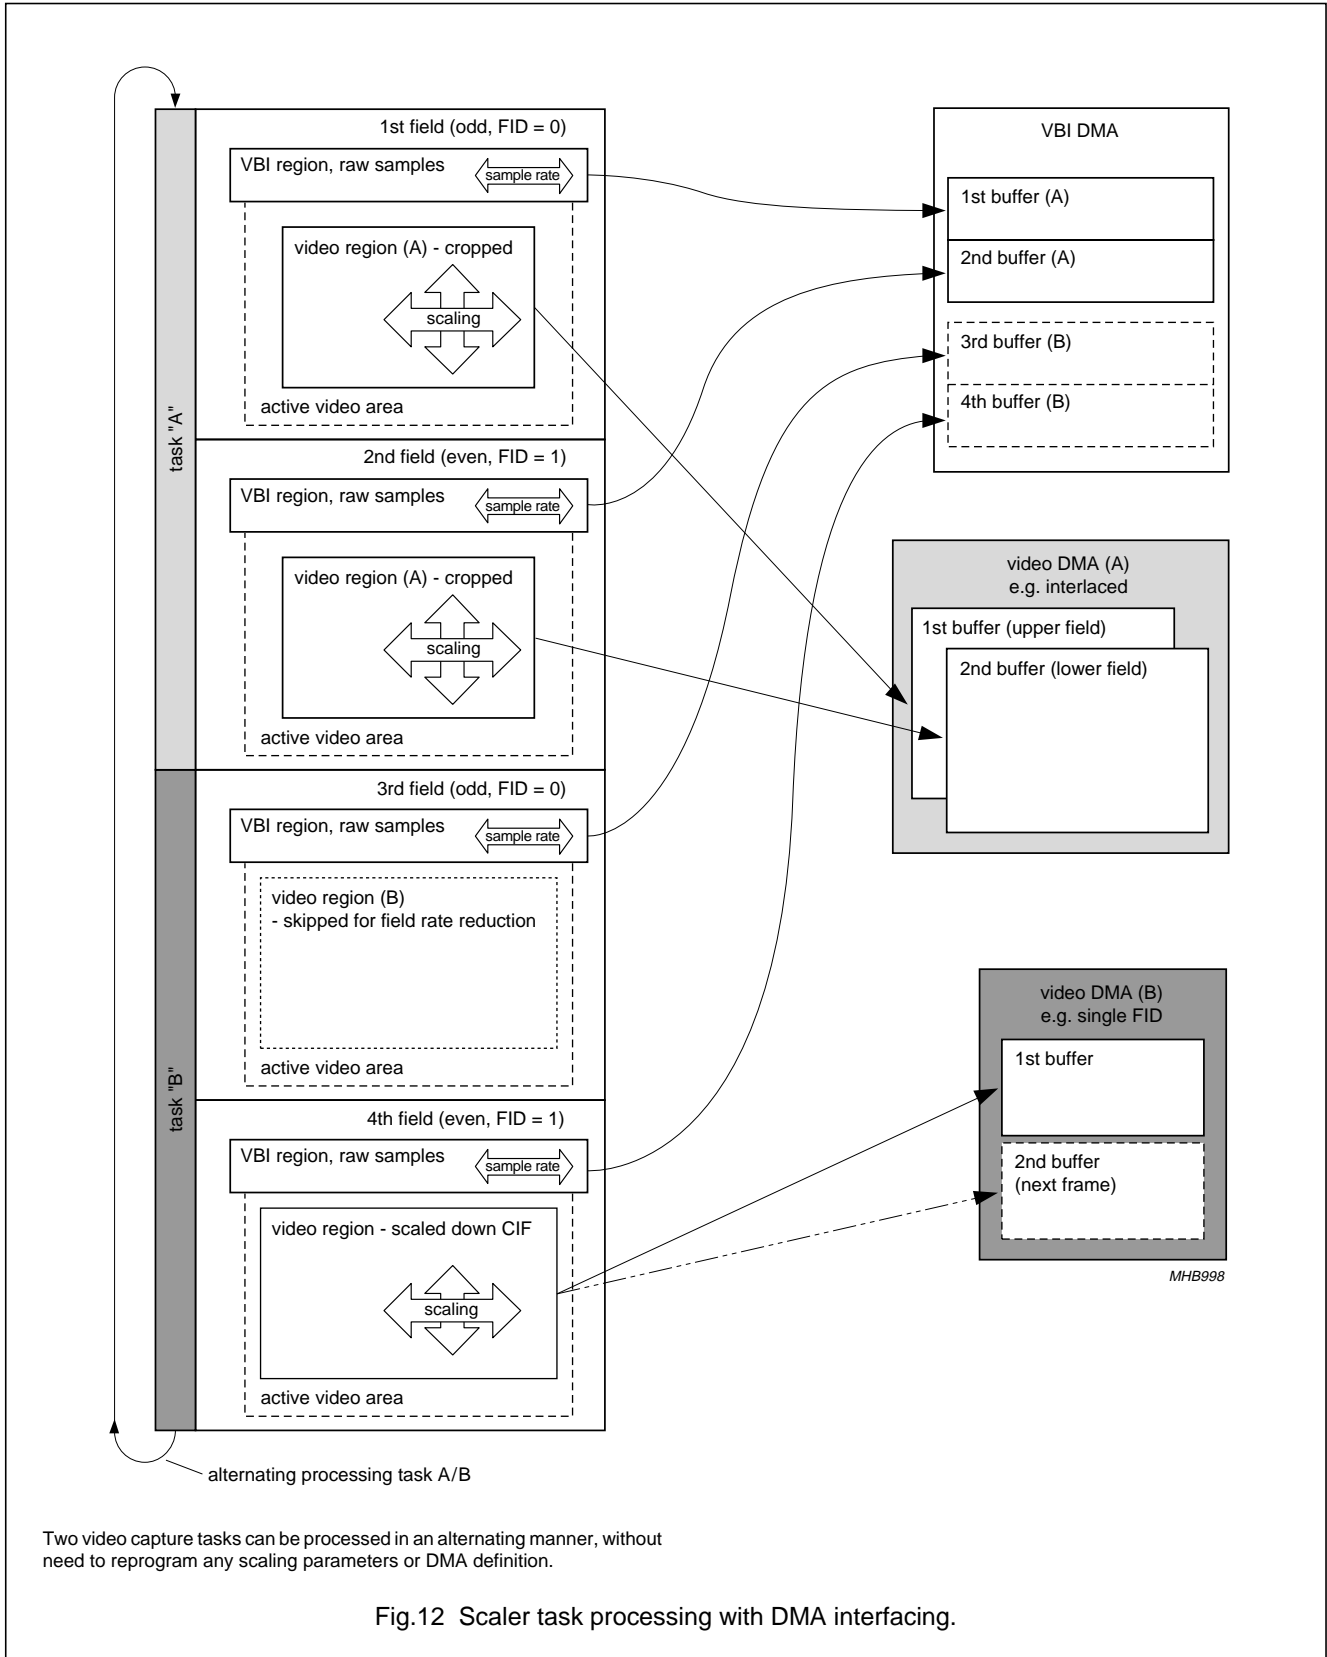 1st field (odd, FID = 0)
VBI region, raw samples
sample rate
video region (A) - cropped
scaling
active video area
task "A"
2nd field (even, FID = 1)
VBI region, raw samples
sample rate
video region (A) - cropped
scaling
active video area
3rd field (odd, FID = 0)
VBI region, raw samples
sample rate
video region (B)
- skipped for field rate reduction
active video area
task "B"
4th field (even, FID = 1)
VBI region, raw samples
sample rate
video region - scaled down CIF
scaling
active video area
alternating processing task A/B
VBI DMA
1st buffer (A)
2nd buffer (A)
3rd buffer (B)
4th buffer (B)
video DMA (A)
e.g. interlaced
1st buffer (upper field)
2nd buffer (lower field)
video DMA (B)
e.g. single FID
1st buffer
2nd buffer
(next frame)
MHB998
Two video capture tasks can be processed in an alternating manner, without
need to reprogram any scaling parameters or DMA definition.
Fig.12 Scaler task processing with DMA interfacing.